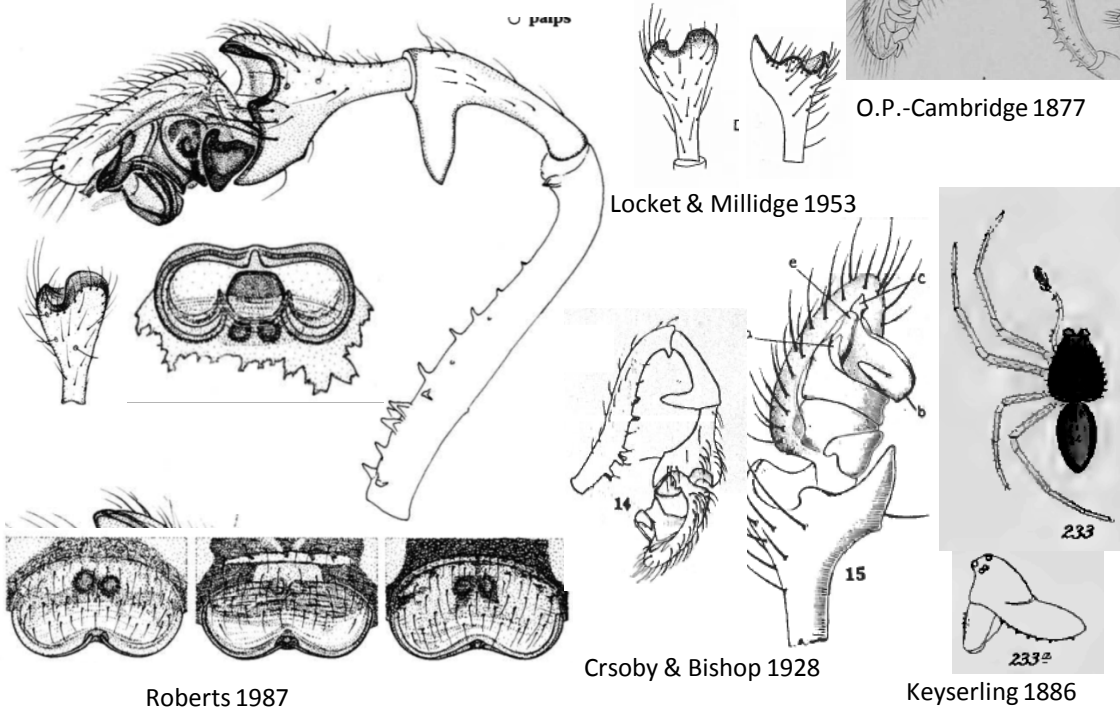 palps
O.P.-Cambridge 1877
Locket & Millidge 1953
D
e
c
b
14
15
233
233a
Roberts 1987
Crsoby & Bishop 1928
Keyserling 1886